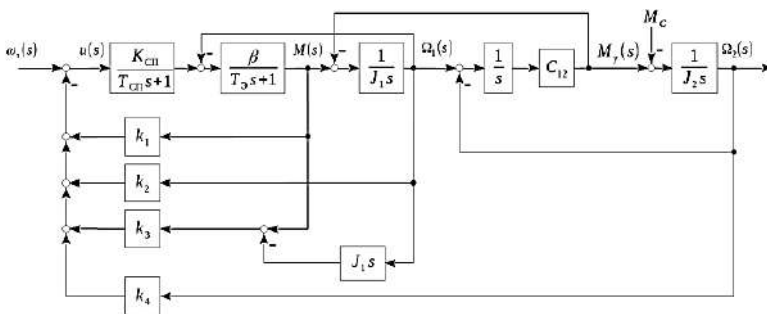 ω₃(s) u(s) K_СП / T_СП s+1 β / T_Э s+1 M(s) 1 / J₁s Ω₁(s) 1 / s C₁₂ M_y(s) M_C 1 / J₂s Ω₂(s)
k₁
k₂
k₃
J₁s
k₄